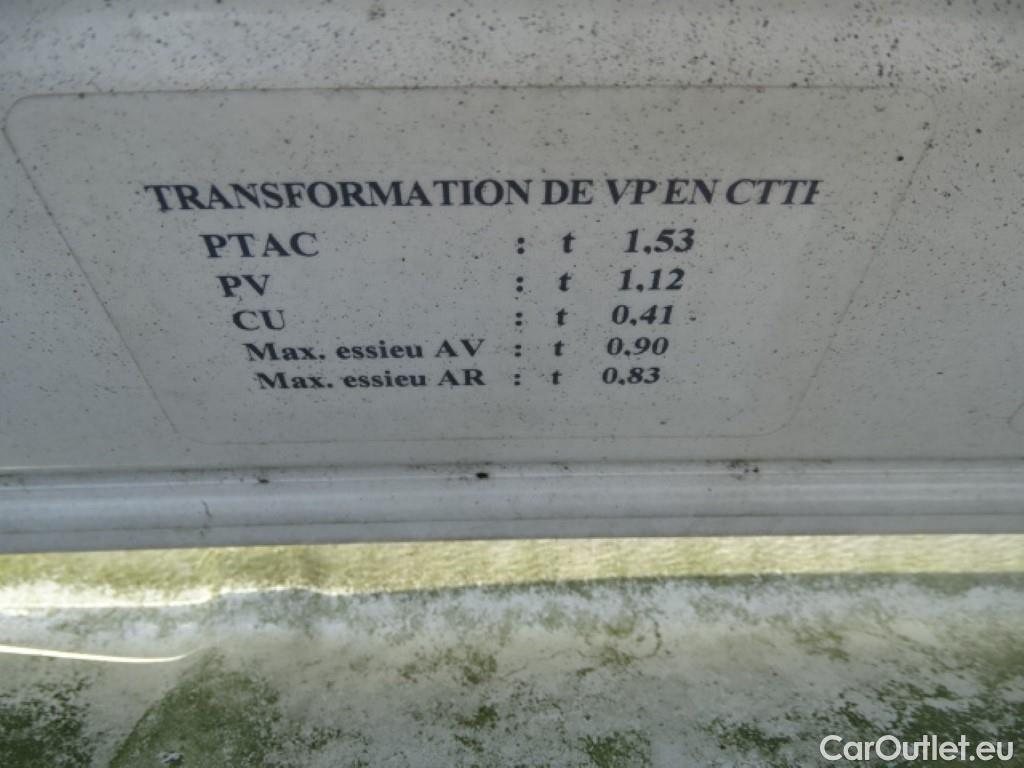 TRANSFORMATION DE VP EN CTTE
PTAC : t 1,53
PV : t 1,12
CU : t 0,41
Max. essieu AV : t 0,90
Max. essieu AR : t 0,83
CarOutlet.eu